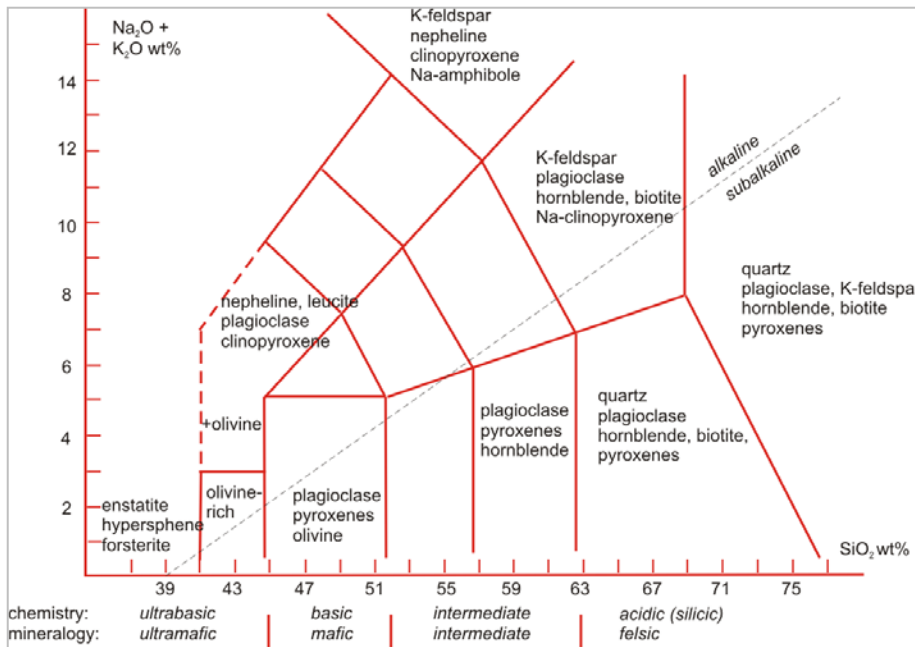 Na₂O +
K₂O wt%
K-feldspar
nepheline
clinopyroxene
Na-amphibole
14
12
10
8
6
4
2
K-feldspar
plagioclase
hornblende, biotite
Na-clinopyroxene
alkaline
subalkaline
quartz
plagioclase, K-feldspa
hornblende, biotite
pyroxenes
nepheline, leucite
plagioclase
clinopyroxene
+olivine
olivine-
rich
enstatite
hypersphene
forsterite
plagioclase
pyroxenes
olivine
plagioclase
pyroxenes
hornblende
quartz
plagioclase
hornblende, biotite,
pyroxenes
SiO₂ wt%
39 43 47 51 55 59 63 67 71 75
chemistry: ultrabasic basic intermediate acidic (silicic)
mineralogy: ultramafic mafic intermediate felsic